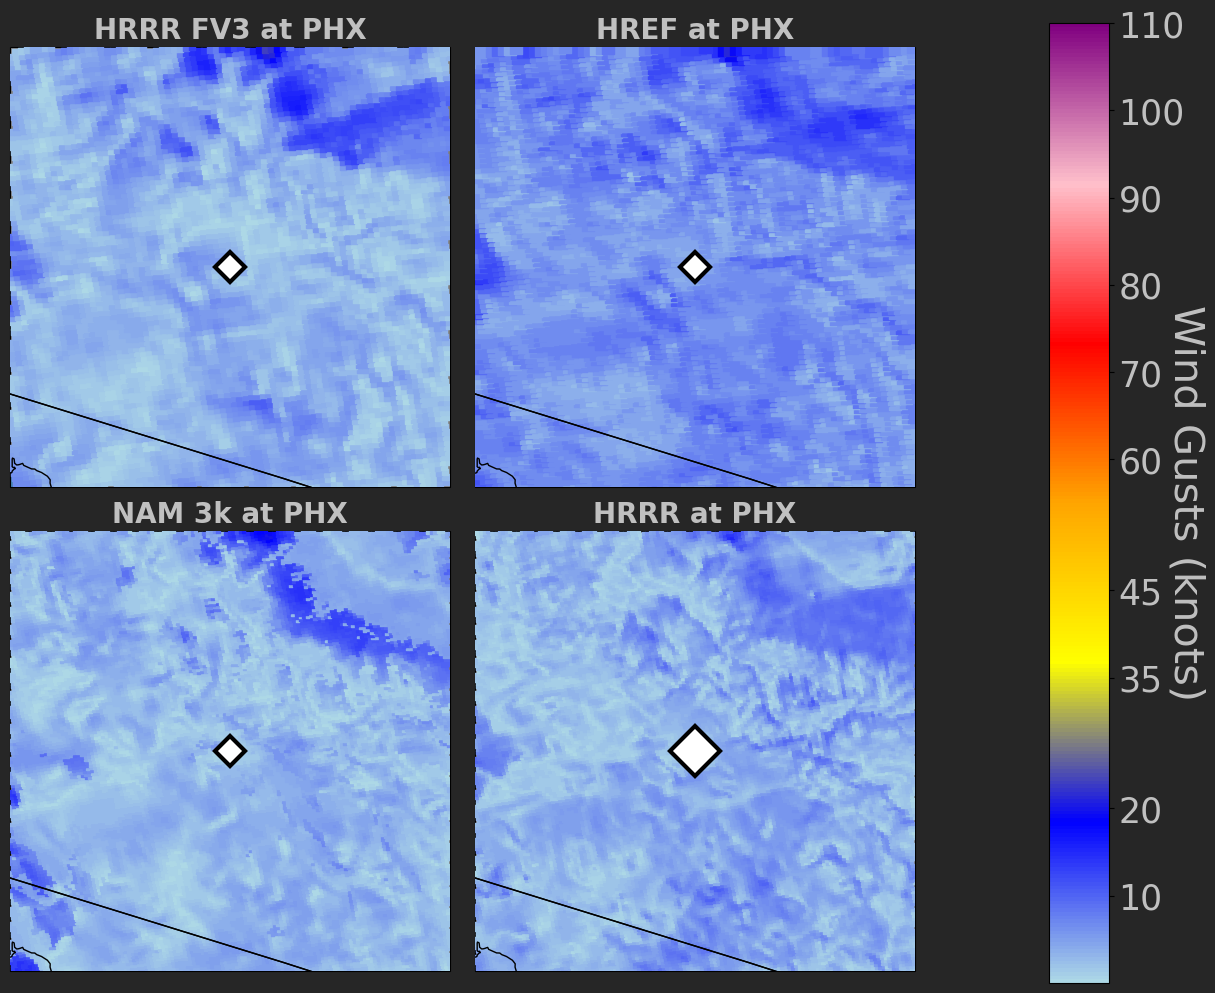 HRRR FV3 at PHX
HREF at PHX
NAM 3k at PHX
HRRR at PHX
110
100
90
80
70
60
45
35
20
10
Wind Gusts (knots)